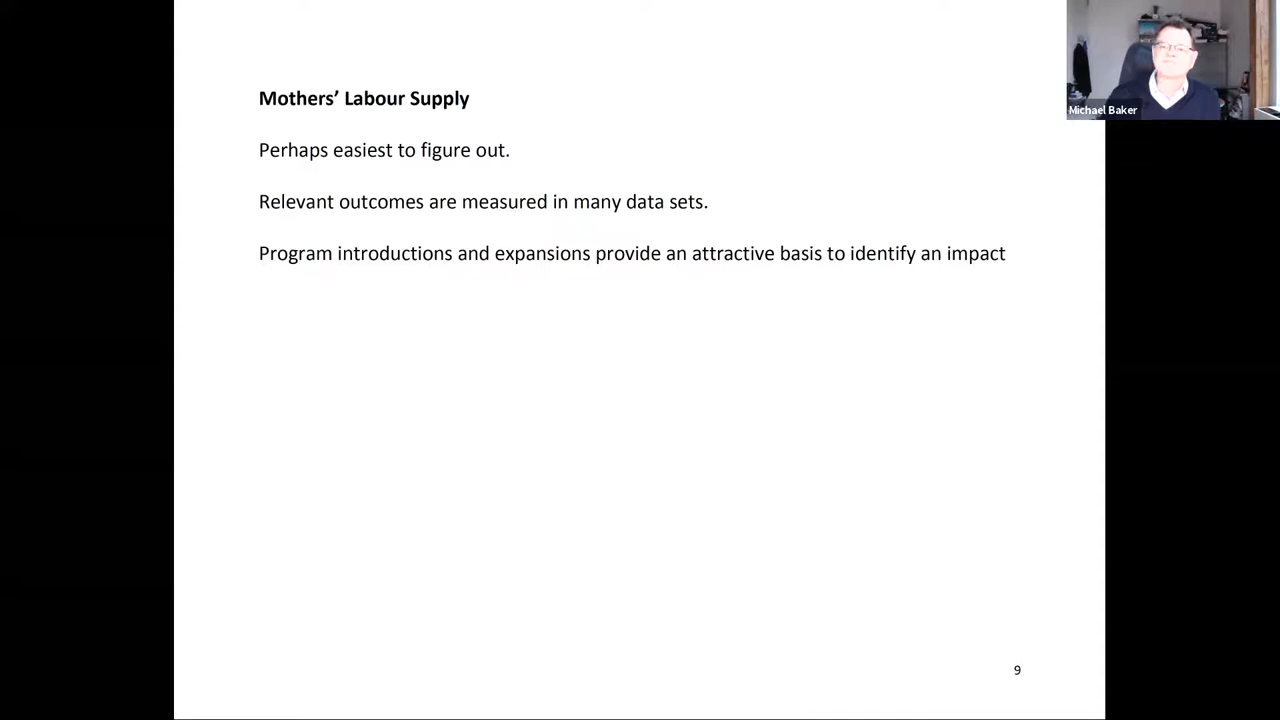 Michael Baker
Mothers’ Labour Supply
Perhaps easiest to figure out.
Relevant outcomes are measured in many data sets.
Program introductions and expansions provide an attractive basis to identify an impact
9